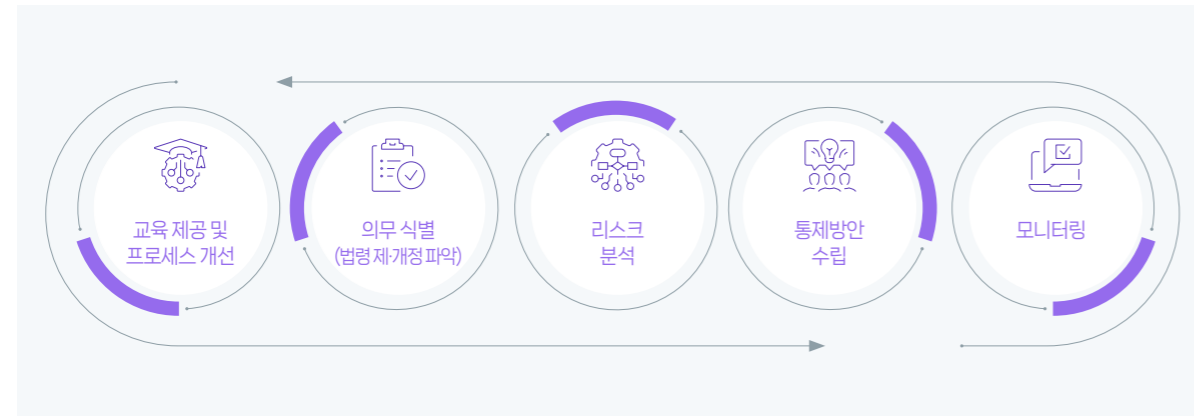 교육 제공 및
프로세스 개선
의무 식별
(법령 제·개정 파악)
리스크
분석
통제방안
수립
모니터링